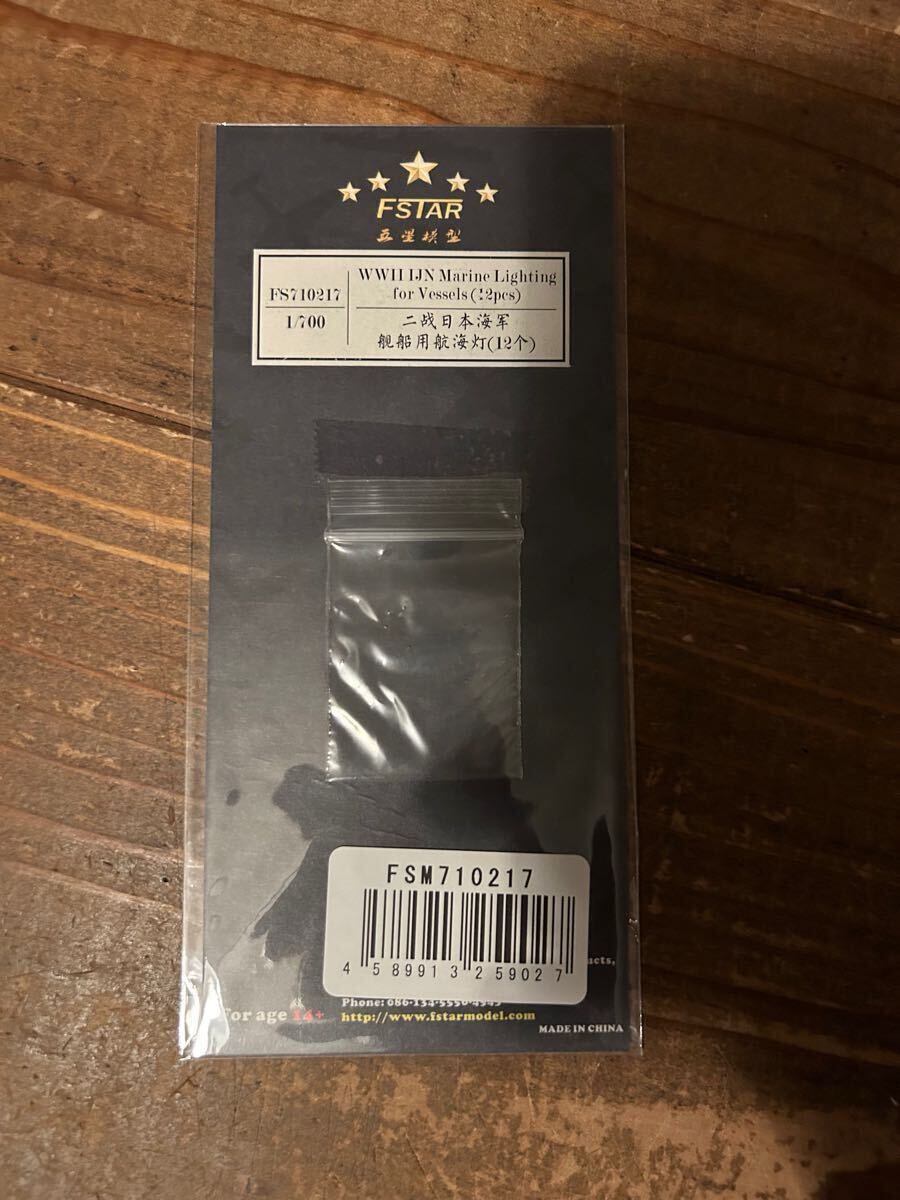 FSTAR
五星模型
FS710217
1/700
WWII IJN Marine Lighting
for Vessels (12pcs)
二战日本海军
舰船用航海灯(12个)
FSM710217
4 589913 259027
ucts,
For age 14+
http://www.fstarmodel.com
MADE IN CHINA